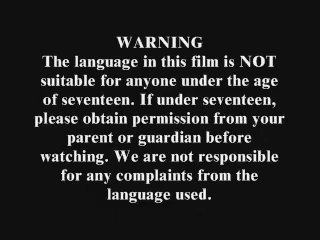 WARNING
The language in this film is NOT
suitable for anyone under the age
of seventeen. If under seventeen,
please obtain permission from your
parent or guardian before
watching. We are not responsible
for any complaints from the
language used.